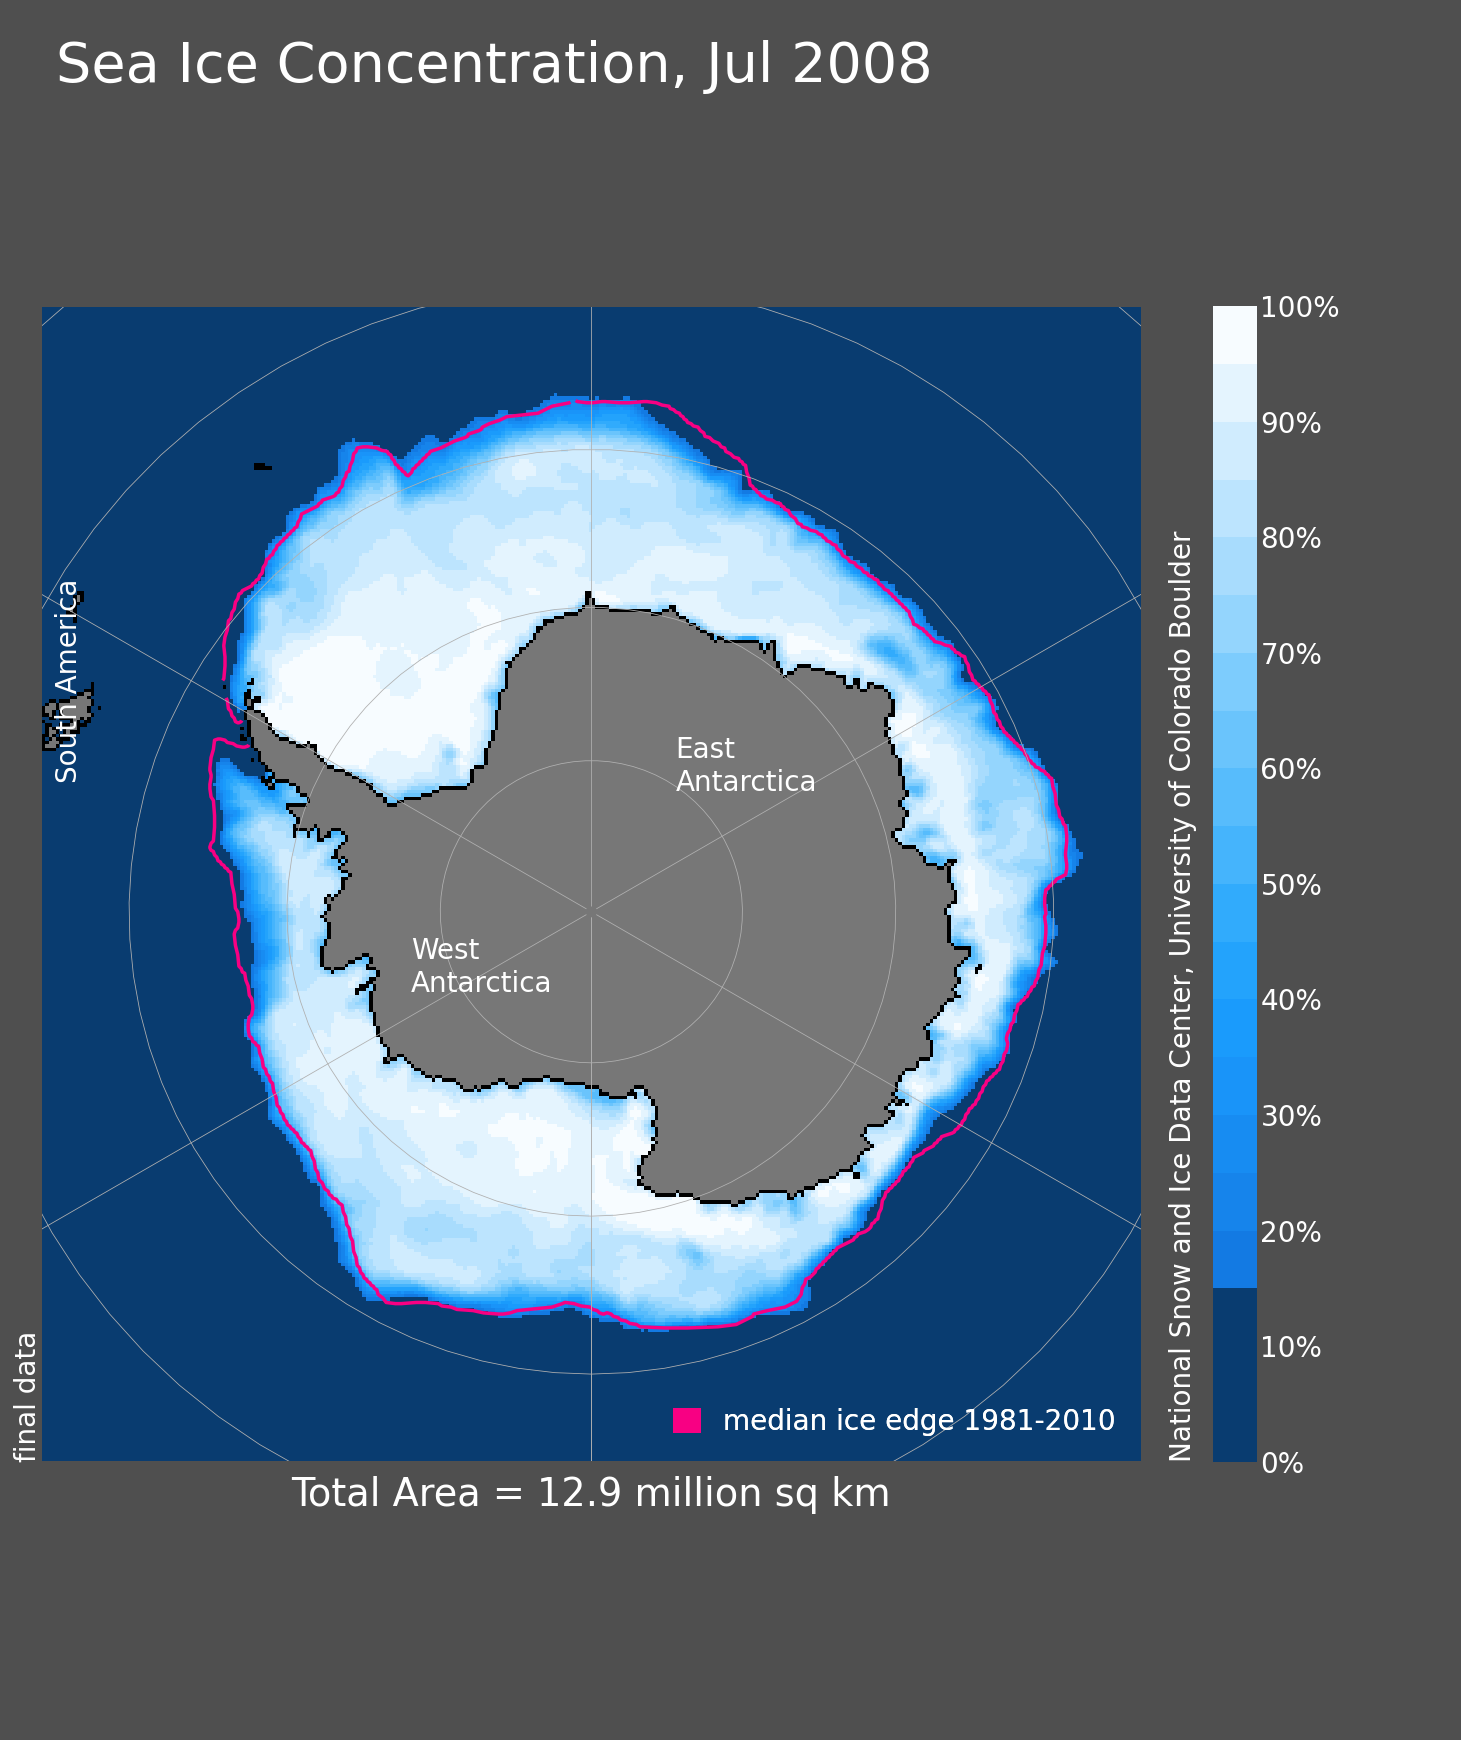 Sea Ice Concentration, Jul 2008
South America
East
Antarctica
West
Antarctica
final data
median ice edge 1981-2010
Total Area = 12.9 million sq km
National Snow and Ice Data Center, University of Colorado Boulder
100%
90%
80%
70%
60%
50%
40%
30%
20%
10%
0%